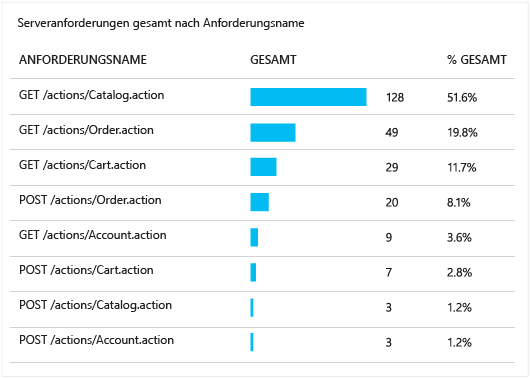 Serveranforderungen gesamt nach Anforderungsname
ANFORDERUNGSNAME GESAMT % GESAMT
GET /actions/Catalog.action 128 51.6%
GET /actions/Order.action 49 19.8%
GET /actions/Cart.action 29 11.7%
POST /actions/Order.action 20 8.1%
GET /actions/Account.action 9 3.6%
POST /actions/Cart.action 7 2.8%
POST /actions/Catalog.action 3 1.2%
POST /actions/Account.action 3 1.2%